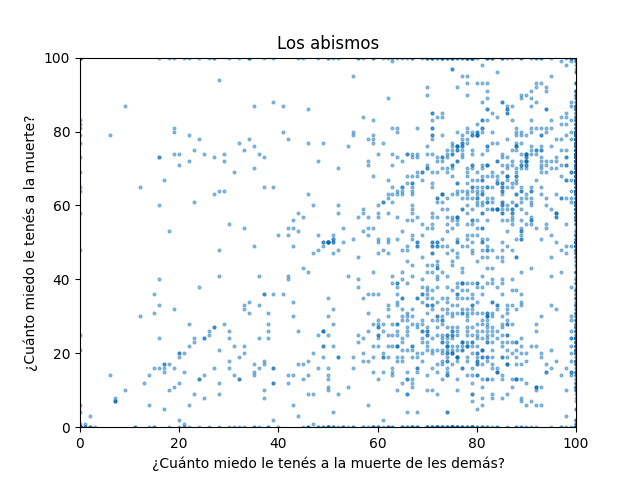 Los abismos
100
80
60
40
20
0
¿Cuánto miedo le tenés a la muerte?
0 20 40 60 80 100
¿Cuánto miedo le tenés a la muerte de les demás?